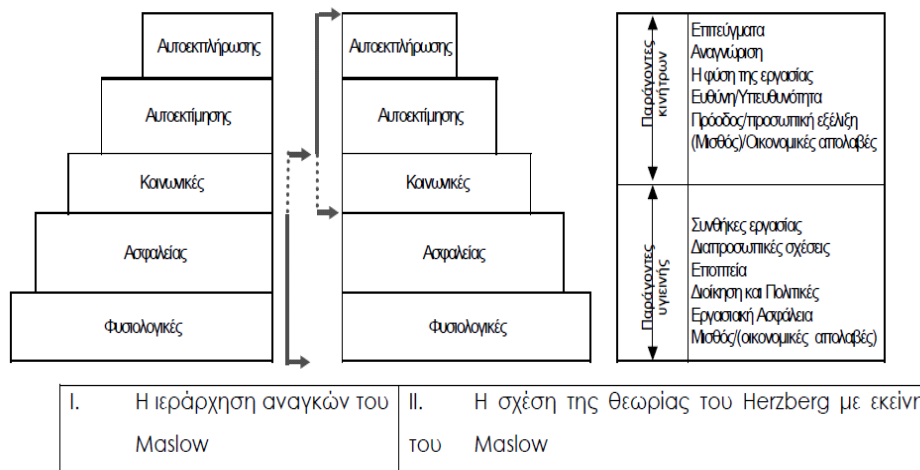 Αυτοεκπλήρωσης
Αυτοεκτίμησης
Κοινωνικές
Ασφαλείας
Φυσιολογικές
Αυτοεκπλήρωσης
Αυτοεκτίμησης
Κοινωνικές
Ασφαλείας
Φυσιολογικές
Παράγοντες
κινήτρων
Επιτεύγματα
Αναγνώριση
Η φύση της εργασίας
Ευθύνη/Υπευθυνότητα
Πρόοδος/προσωπική εξέλιξη
(Μισθός)/Οικονομικές απολαβές
Παράγοντες
υγιεινής
Συνθήκες εργασίας
Διαπροσωπικές σχέσεις
Εποπτεία
Διοίκηση και Πολιτικές
Εργασιακή Ασφάλεια
Μισθός/(οικονομικές απολαβές)
I. Η ιεράρχηση αναγκών του
Maslow
II. Η σχέση της θεωρίας του Herzberg με εκείνη
του Maslow